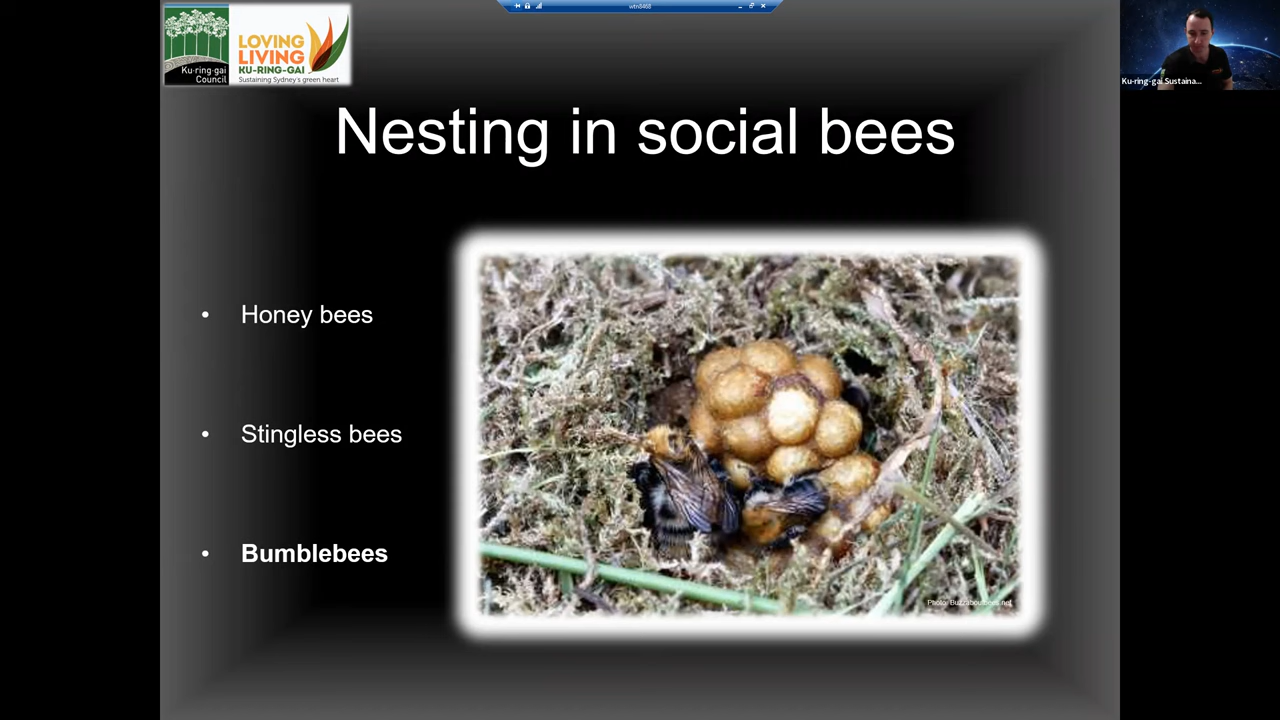 wtn8468
Ku-ring-gai
Council
LOVING
LIVING
KU-RING-GAI
Sustaining Sydney's green heart
Ku-ring-gai Sustaina...
Nesting in social bees
• Honey bees
• Stingless bees
• Bumblebees
Photo: Buzzaboutbees.net